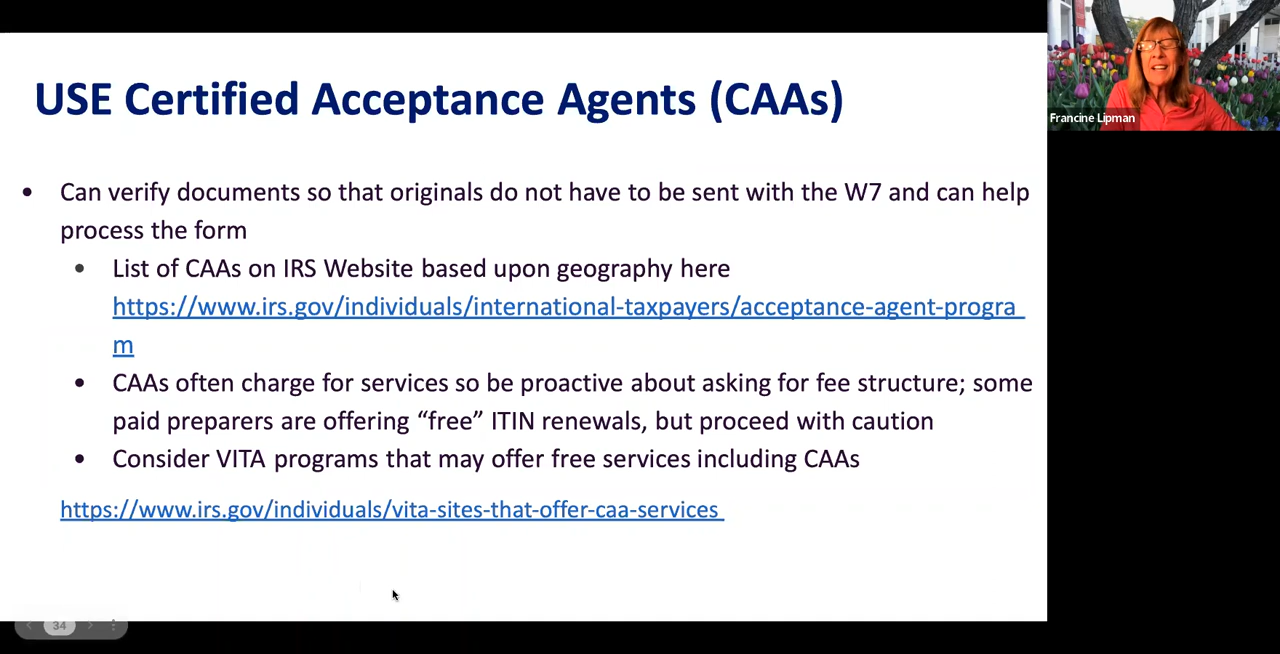 USE Certified Acceptance Agents (CAAs)
Francine Lipman
• Can verify documents so that originals do not have to be sent with the W7 and can help
process the form
• List of CAAs on IRS Website based upon geography here
https://www.irs.gov/individuals/international-taxpayers/acceptance-agent-progra
m
• CAAs often charge for services so be proactive about asking for fee structure; some
paid preparers are offering “free” ITIN renewals, but proceed with caution
• Consider VITA programs that may offer free services including CAAs
https://www.irs.gov/individuals/vita-sites-that-offer-caa-services
34